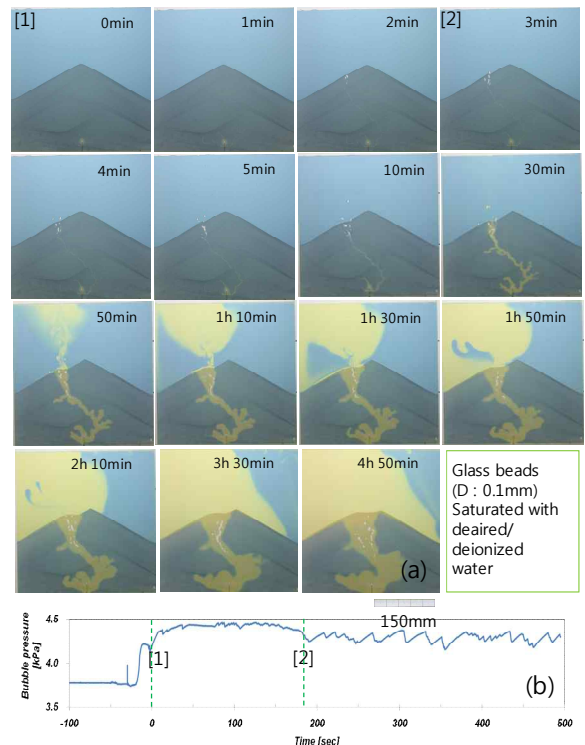 [1] 0min 1min 2min [2] 3min
4min 5min 10min 30min
50min 1h 10min 1h 30min 1h 50min
2h 10min 3h 30min 4h 50min
Glass beads
(D : 0.1mm)
Saturated with
deaired/
deionized
water
(a)
150mm
4.5
4.0
3.5
Bubble pressure
[kPa]
[1] [2]
(b)
-100 0 100 200 300 400 500
Time [sec]